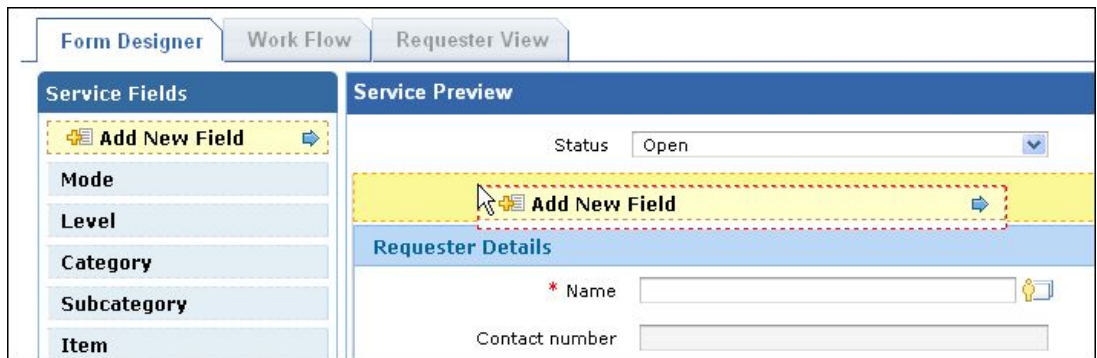 Form Designer Work Flow Requester View
Service Fields
Add New Field
Mode
Level
Category
Subcategory
Item
Service Preview
Status Open
Add New Field
Requester Details
* Name
Contact number